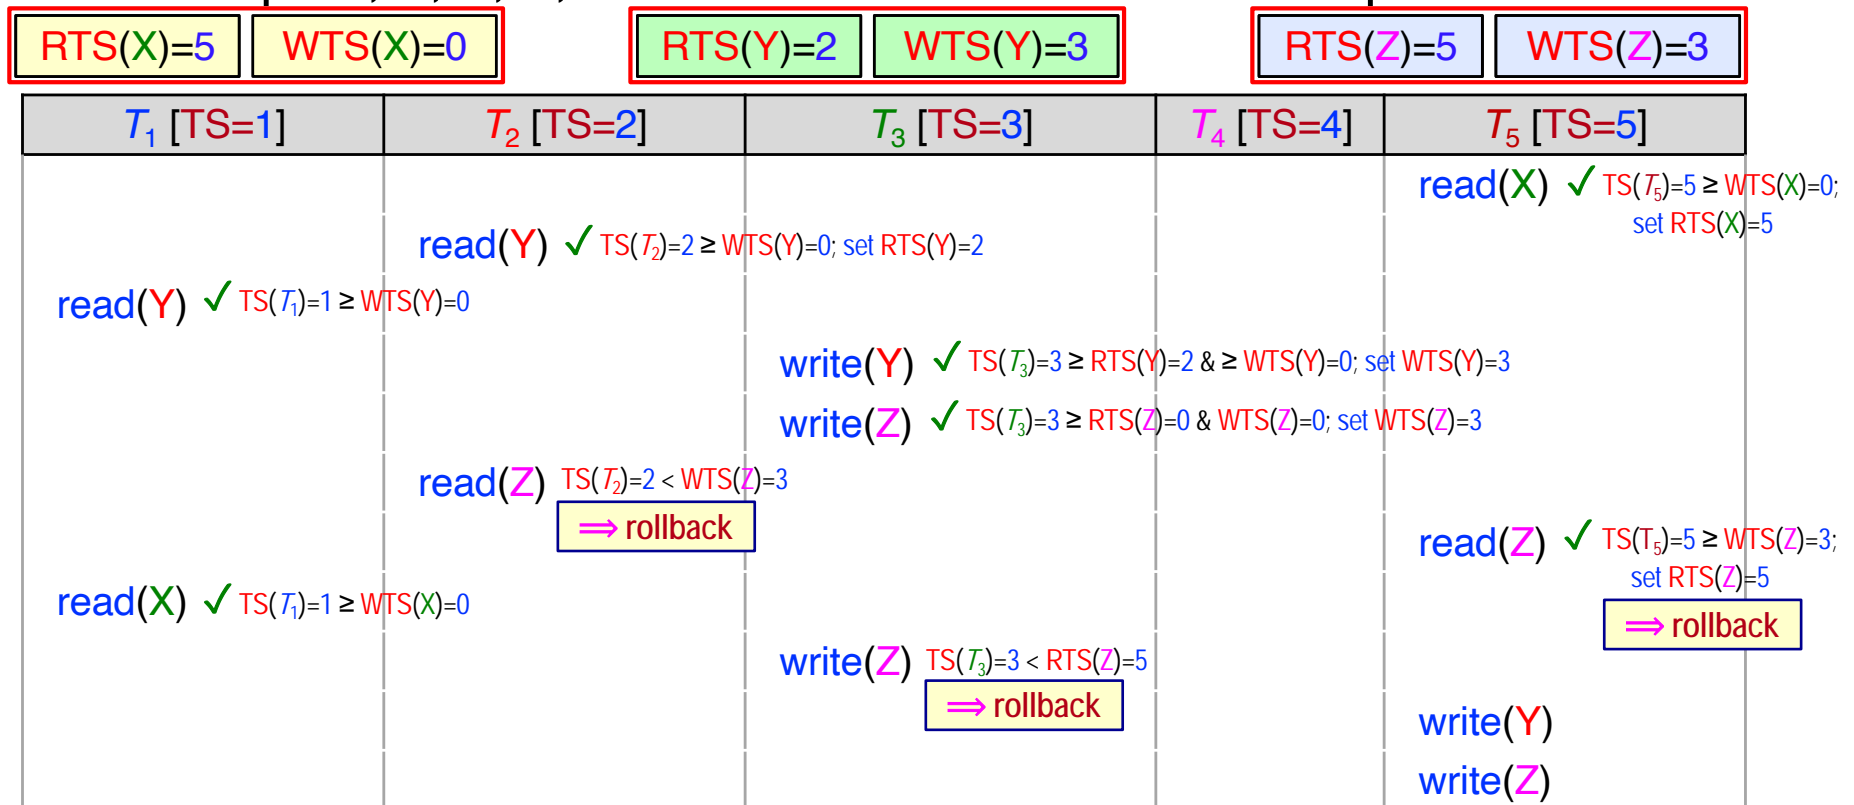 RTS(X)=5 WTS(X)=0 RTS(Y)=2 WTS(Y)=3 RTS(Z)=5 WTS(Z)=3
T1 [TS=1] T2 [TS=2] T3 [TS=3] T4 [TS=4] T5 [TS=5]
read(X) ✓ TS(T5)=5 ≥ WTS(X)=0;
set RTS(X)=5
read(Y) ✓ TS(T2)=2 ≥ WTS(Y)=0; set RTS(Y)=2
read(Y) ✓ TS(T1)=1 ≥ WTS(Y)=0
write(Y) ✓ TS(T3)=3 ≥ RTS(Y)=2 & ≥ WTS(Y)=0; set WTS(Y)=3
write(Z) ✓ TS(T3)=3 ≥ RTS(Z)=0 & WTS(Z)=0; set WTS(Z)=3
read(Z) TS(T2)=2 < WTS(Z)=3
⟹ rollback
read(Z) ✓ TS(T5)=5 ≥ WTS(Z)=3;
set RTS(Z)=5
⟹ rollback
read(X) ✓ TS(T1)=1 ≥ WTS(X)=0
write(Z) TS(T3)=3 < RTS(Z)=5
⟹ rollback
write(Y)
write(Z)